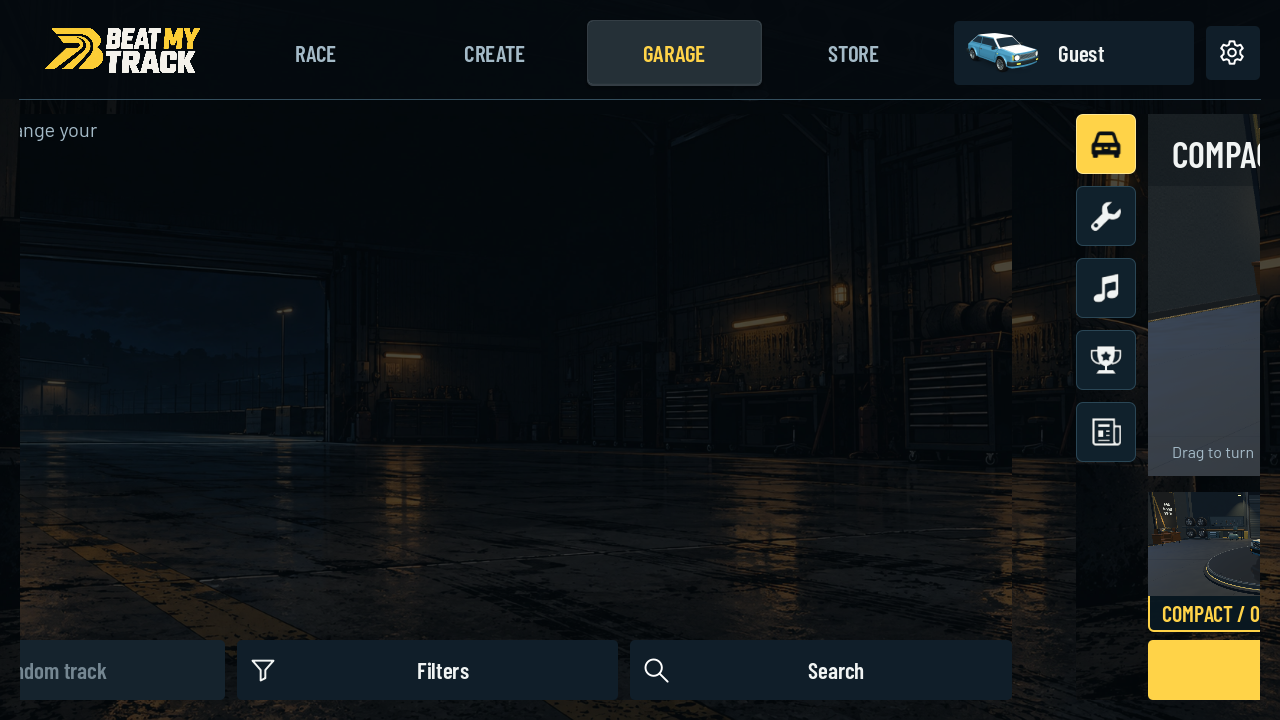 BEAT MY
TRACK
RACE
CREATE
GARAGE
STORE
Guest
ange your
COMPAC
Drag to turn
COMPACT / O
ndom track
Filters
Search